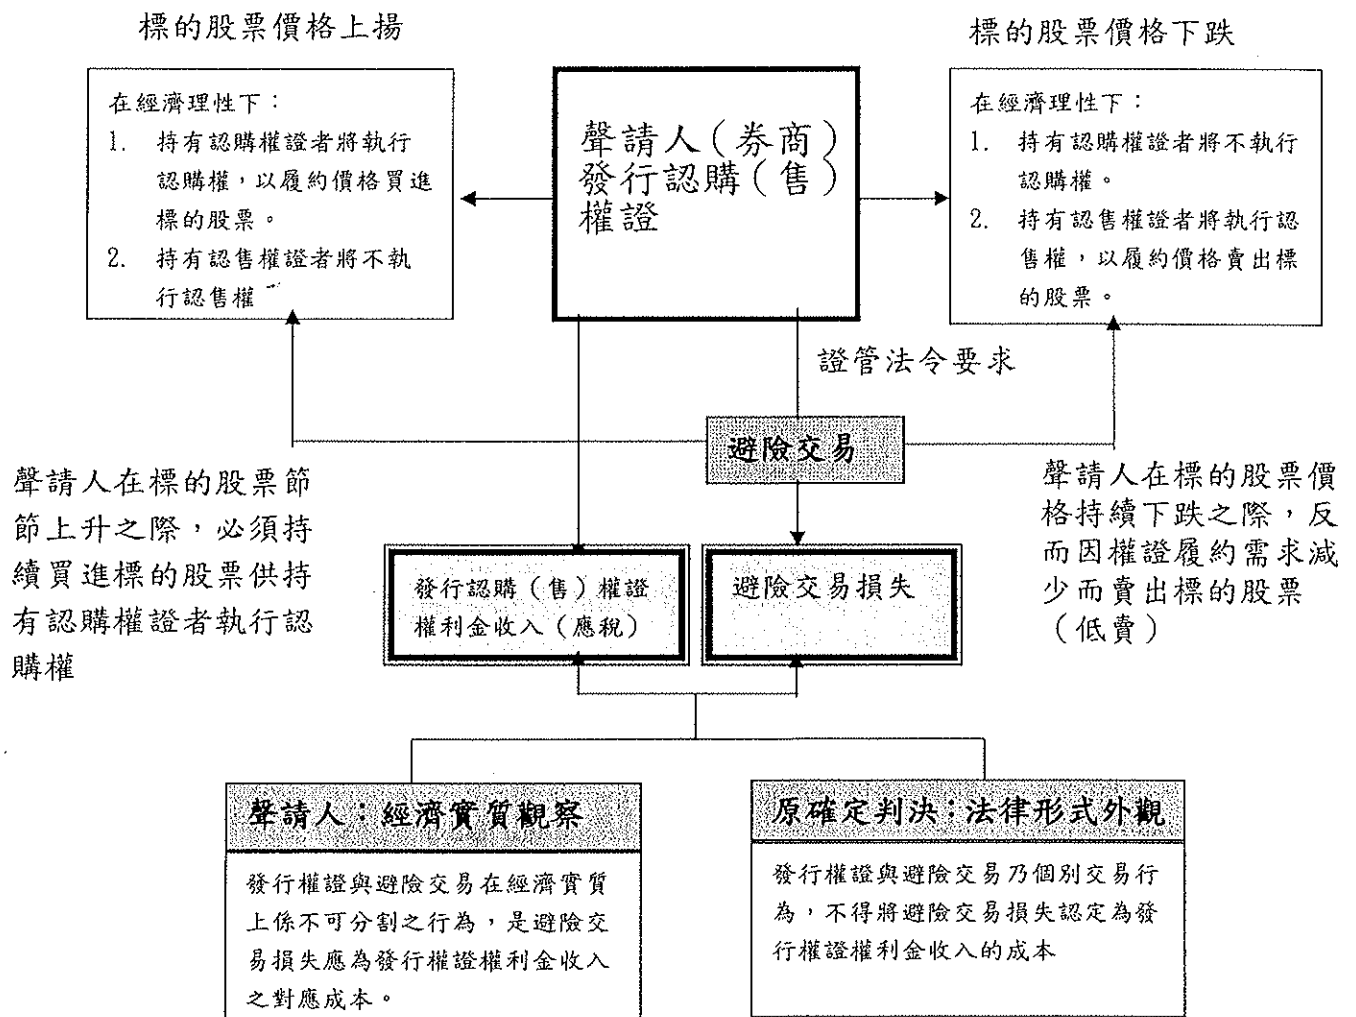 標的股票價格上揚
標的股票價格下跌
在經濟理性下：
1. 持有認購權證者將執行
認購權，以履約價格買進
標的股票。
2. 持有認售權證者將不執
行認售權
聲請人（券商）
發行認購（售）
權證
在經濟理性下：
1. 持有認購權證者將不執行
認購權。
2. 持有認售權證者將執行認
售權，以履約價格賣出標
的股票。
證管法令要求
避險交易
聲請人在標的股票節
節上升之際，必須持
續買進標的股票供持
有認購權證者執行認
購權
聲請人在標的股票價
格持續下跌之際，反
而因權證履約需求減
少而賣出標的股票
（低賣）
發行認購（售）權證
權利金收入（應稅）
避險交易損失
聲請人：經濟實質觀察
發行權證與避險交易在經濟實質
上係不可分割之行為，是避險交
易損失應為發行權證權利金收入
之對應成本。
原確定判決：法律形式外觀
發行權證與避險交易乃個別交易行
為，不得將避險交易損失認定為發
行權證權利金收入的成本